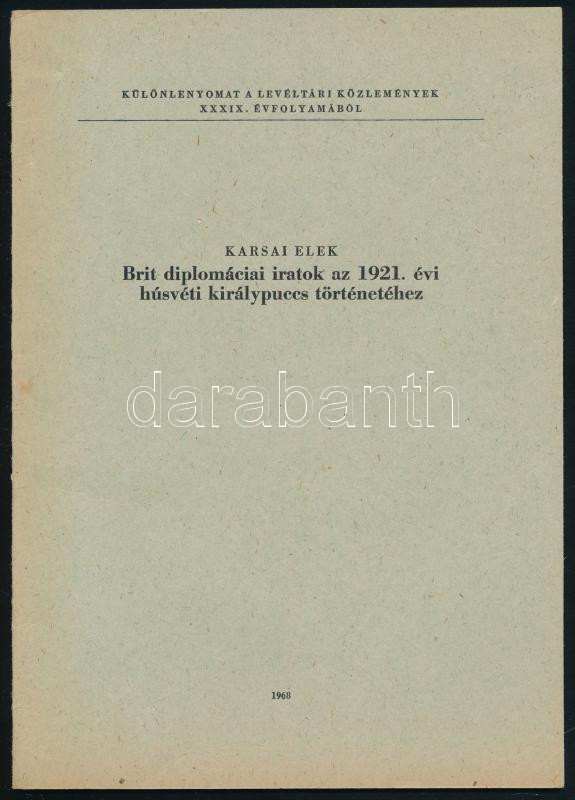 KÜLÖNLENYOMAT A LEVÉLTÁRI KÖZLEMÉNYEK
XXXIX. ÉVFOLYAMÁBÓL
KARSAI ELEK
Brit diplomáciai iratok az 1921. évi
húsvéti királypuccs történetéhez
darabanth
1968